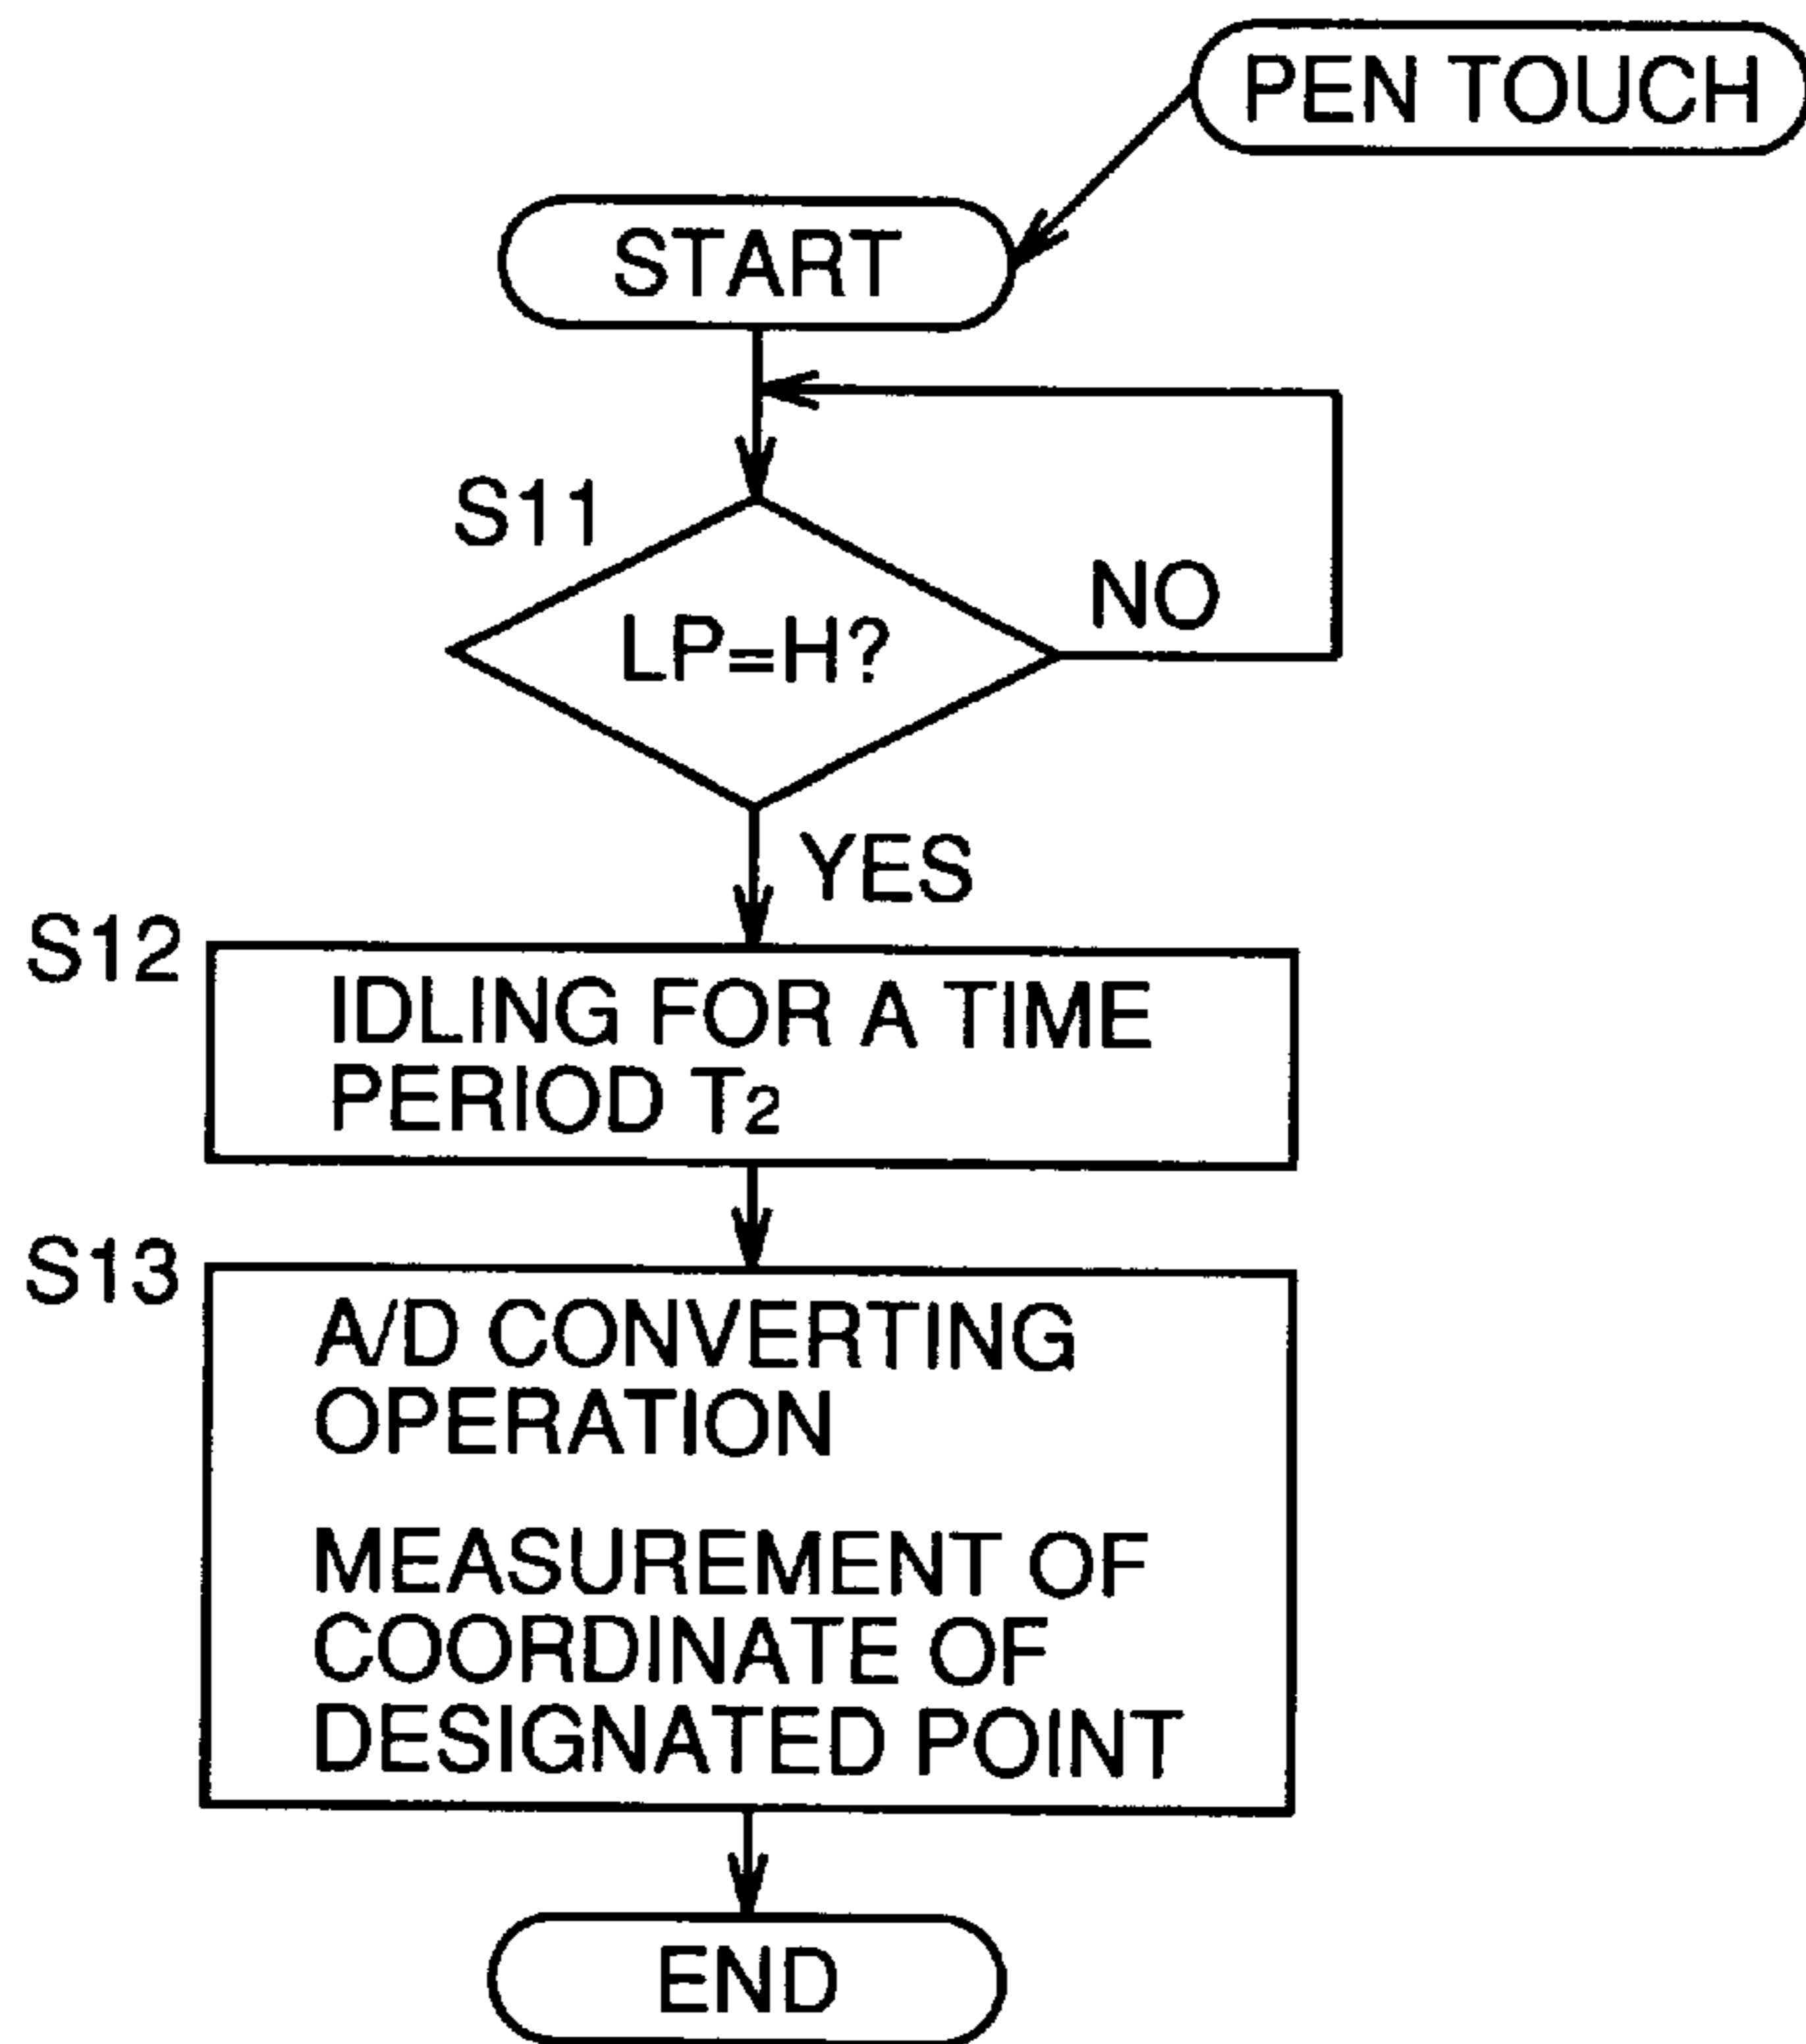 PEN TOUCH
START
S11
LP=H?
NO
YES
S12
IDLING FOR A TIME
PERIOD T2
S13
A/D CONVERTING
OPERATION
MEASUREMENT OF
COORDINATE OF
DESIGNATED POINT
END